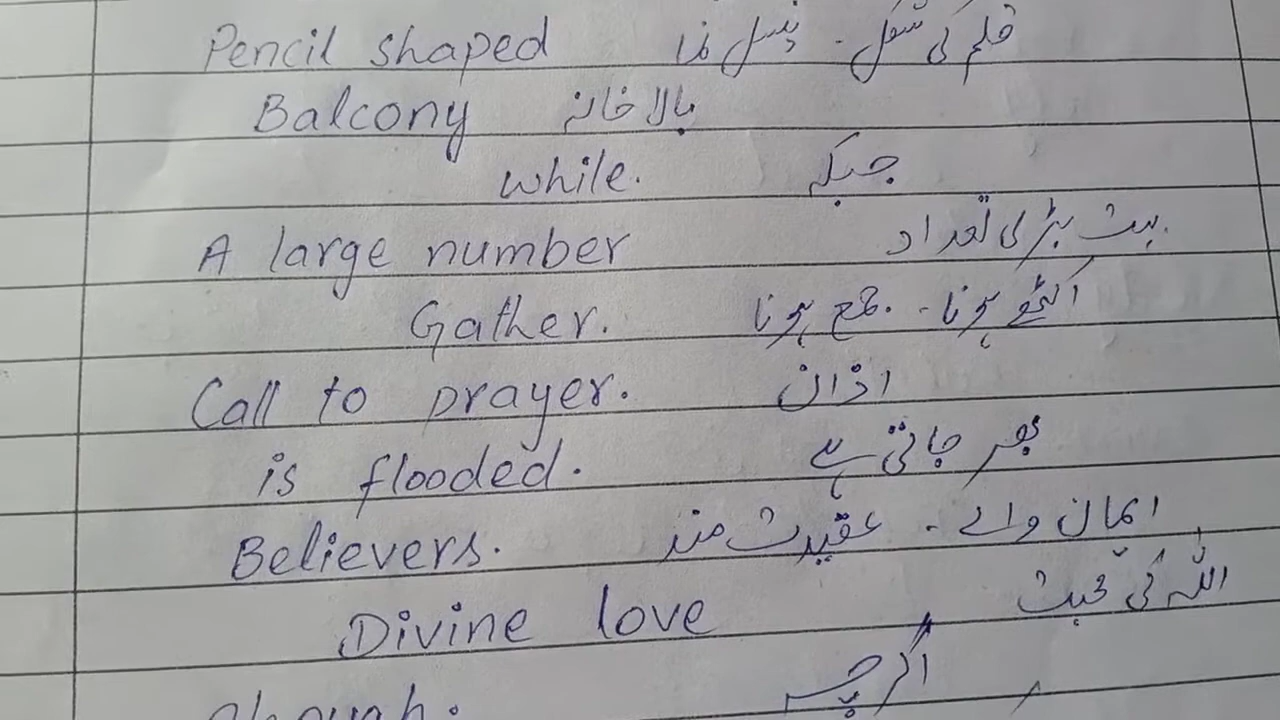 Pencil shaped قلم کی شکل - پنسل نما
Balcony بالا خانہ
while. جبکہ
A large number بہت بڑی تعداد
Gather. اکٹھے ہونا - جمع ہونا
Call to prayer. اذان
is flooded. بھر جاتی ہے
Believers. ایمان والے - عقیدت مند
Divine love اللہ کی محبت
اگرچہ